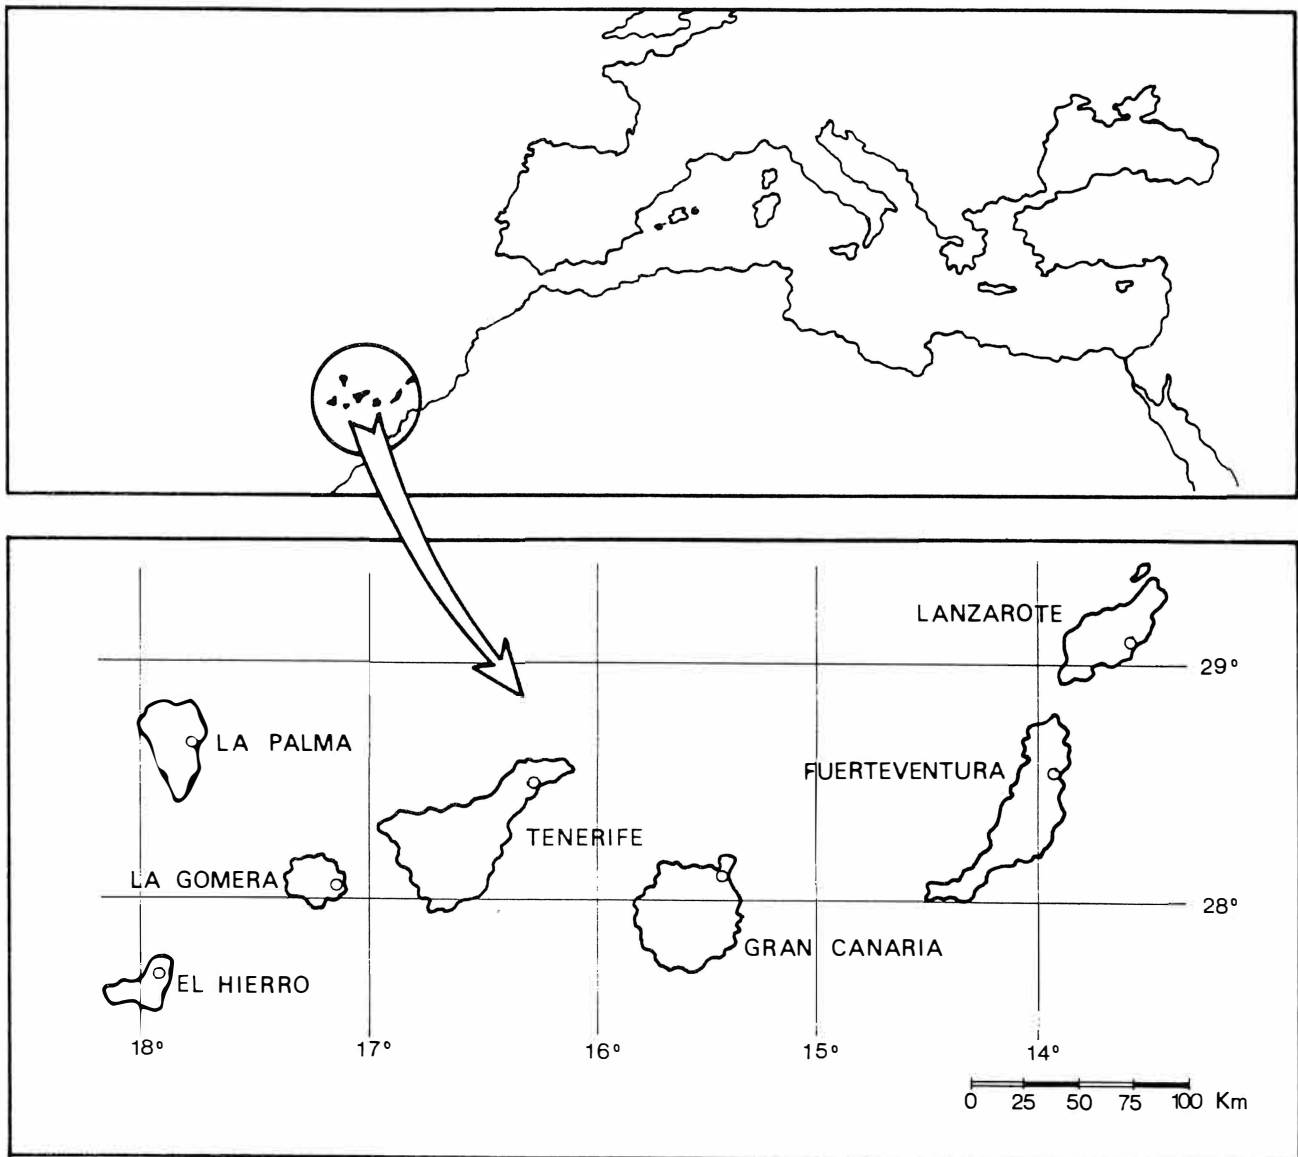 LANZAROTE
29°
LA PALMA
FUERTEVENTURA
TENERIFE
LA GOMERA
28°
GRAN CANARIA
EL HIERRO
18° 17° 16° 15° 14°
0 25 50 75 100 Km